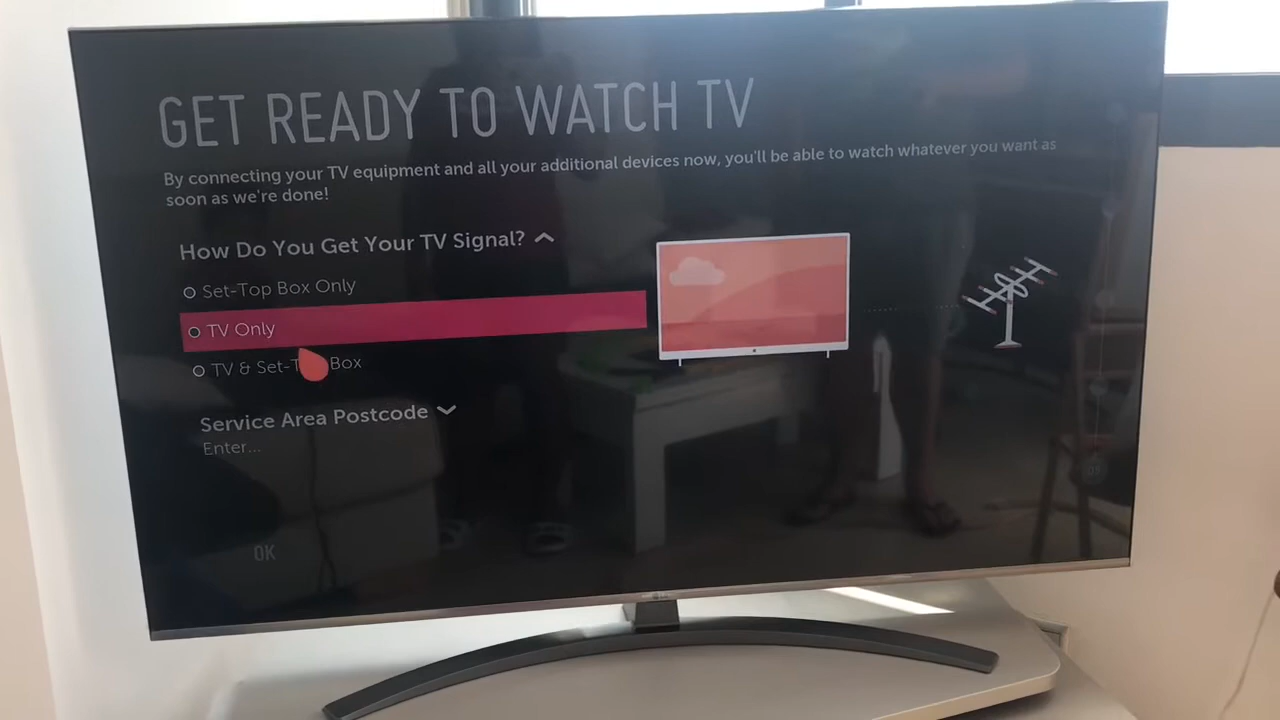 GET READY TO WATCH TV
By connecting your TV equipment and all your additional devices now, you'll be able to watch whatever you want as
soon as we're done!
How Do You Get Your TV Signal?
Set-Top Box Only
TV Only
TV & Set-T Box
Service Area Postcode
Enter...
OK